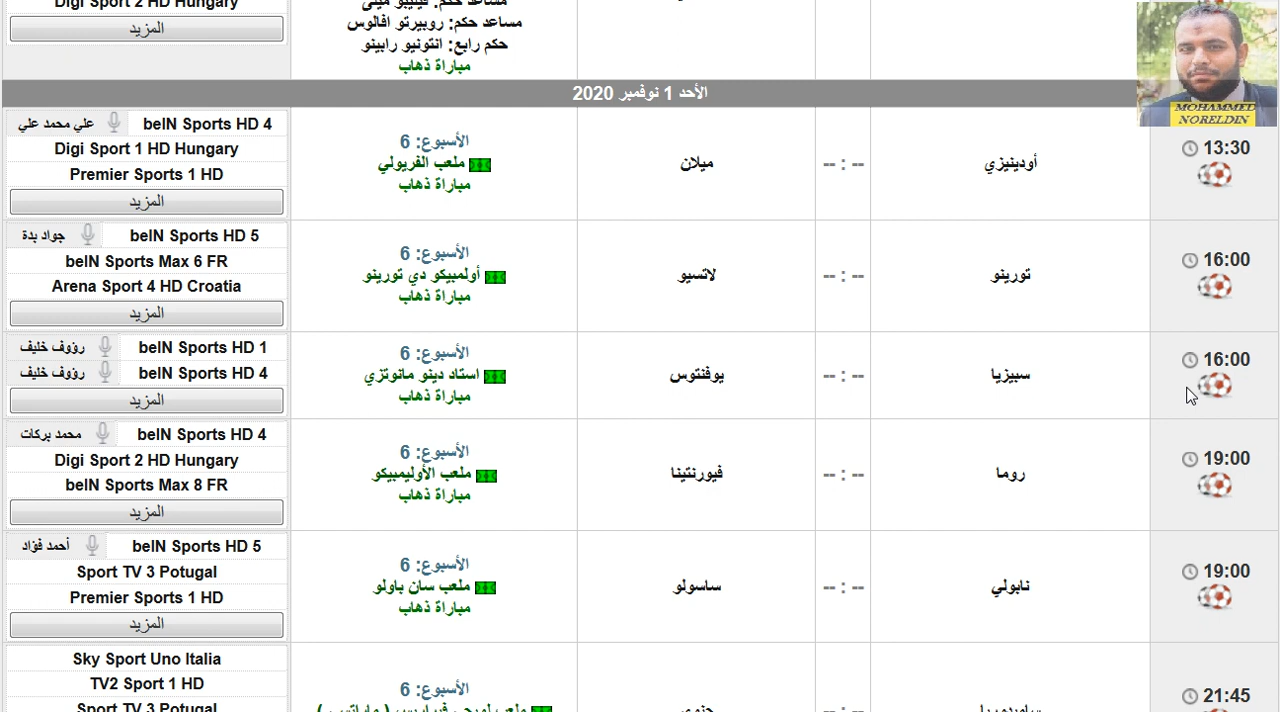 Digi Sport 2 HD Hungary
المزيد
مساعد حكم: روبيرتو افالوس
حكم رابع: انتونيو رابينو
مباراة ذهاب
MOHAMMED
NORELDIN
الأحد 1 نوفمبر 2020
13:30
أودينيزي
-- : --
ميلان
الأسبوع: 6
ملعب الفريولي
مباراة ذهاب
beIN Sports HD 4 علي محمد علي
Digi Sport 1 HD Hungary
Premier Sports 1 HD
المزيد
16:00
تورينو
-- : --
لاتسيو
الأسبوع: 6
أولمبيكو دي تورينو
مباراة ذهاب
beIN Sports HD 5 جواد بدة
beIN Sports Max 6 FR
Arena Sport 4 HD Croatia
المزيد
16:00
سبيزيا
-- : --
يوفنتوس
الأسبوع: 6
استاد دينو مانوتزي
مباراة ذهاب
beIN Sports HD 1 رؤوف خليف
beIN Sports HD 4 رؤوف خليف
المزيد
19:00
روما
-- : --
فيورنتينا
الأسبوع: 6
ملعب الأوليمبيكو
مباراة ذهاب
beIN Sports HD 4 محمد بركات
Digi Sport 2 HD Hungary
beIN Sports Max 8 FR
المزيد
19:00
نابولي
-- : --
ساسولو
الأسبوع: 6
ملعب سان باولو
مباراة ذهاب
beIN Sports HD 5 أحمد فؤاد
Sport TV 3 Potugal
Premier Sports 1 HD
المزيد
21:45
الأسبوع: 6
Sky Sport Uno Italia
TV2 Sport 1 HD
Sport TV 3 Potugal